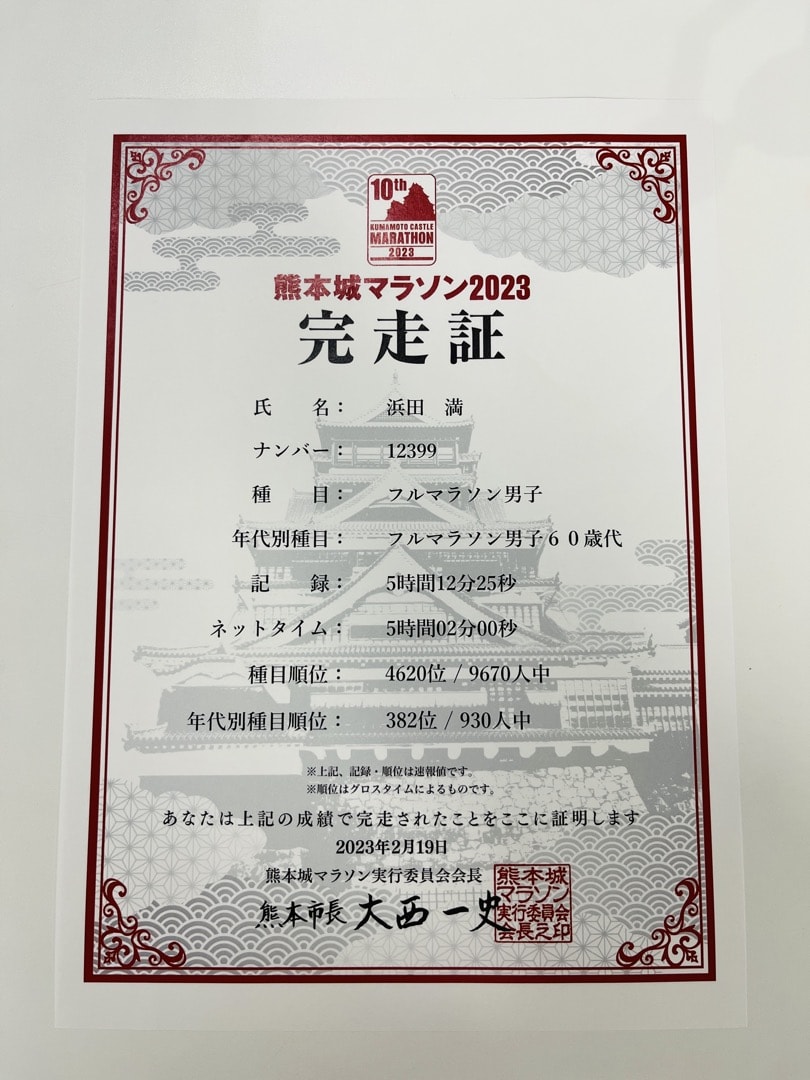 10th
KUMAMOTO CASTLE
MARATHON
2023
熊本城マラソン2023
完走証
氏　名： 浜田　満
ナンバー： 12399
種　目： フルマラソン男子
年代別種目： フルマラソン男子６０歳代
記　録： 5時間12分25秒
ネットタイム： 5時間02分00秒
種目順位： 4620位 / 9670人中
年代別種目順位： 382位 / 930人中
※上記、記録・順位は速報値です。
※順位はグロスタイムによるものです。
あなたは上記の成績で完走されたことをここに証明します
2023年2月19日
熊本城マラソン実行委員会会長
熊本市長 大西一史
熊本城
マラソン
実行委員会
会長之印